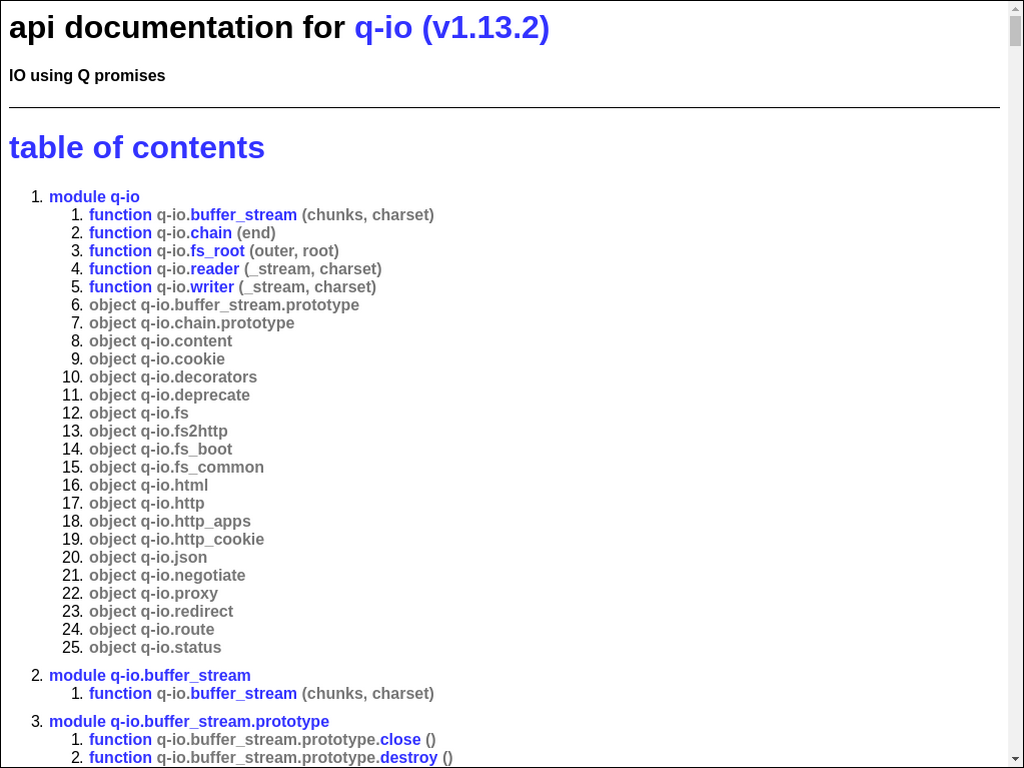 api documentation for q-io (v1.13.2)
IO using Q promises
table of contents
1. module q-io
1. function q-io.buffer_stream (chunks, charset)
2. function q-io.chain (end)
3. function q-io.fs_root (outer, root)
4. function q-io.reader (_stream, charset)
5. function q-io.writer (_stream, charset)
6. object q-io.buffer_stream.prototype
7. object q-io.chain.prototype
8. object q-io.content
9. object q-io.cookie
10. object q-io.decorators
11. object q-io.deprecate
12. object q-io.fs
13. object q-io.fs2http
14. object q-io.fs_boot
15. object q-io.fs_common
16. object q-io.html
17. object q-io.http
18. object q-io.http_apps
19. object q-io.http_cookie
20. object q-io.json
21. object q-io.negotiate
22. object q-io.proxy
23. object q-io.redirect
24. object q-io.route
25. object q-io.status
2. module q-io.buffer_stream
1. function q-io.buffer_stream (chunks, charset)
3. module q-io.buffer_stream.prototype
1. function q-io.buffer_stream.prototype.close ()
2. function q-io.buffer_stream.prototype.destroy ()